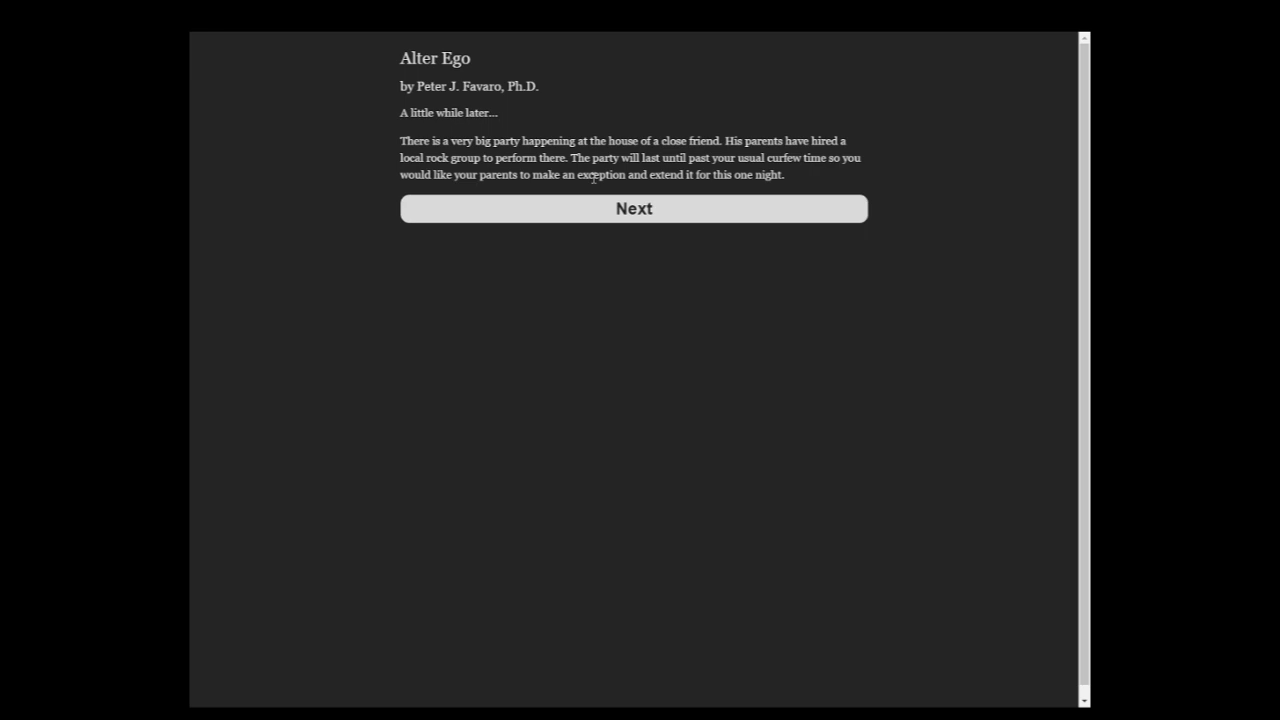 Alter Ego
by Peter J. Favaro, Ph.D.
A little while later...
There is a very big party happening at the house of a close friend. His parents have hired a
local rock group to perform there. The party will last until past your usual curfew time so you
would like your parents to make an exception and extend it for this one night.
Next